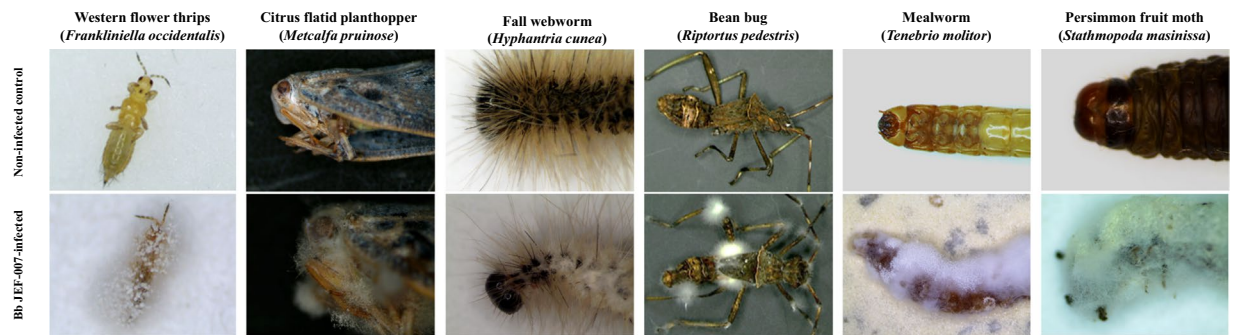 Western flower thrips
(Frankliniella occidentalis)
Citrus flatid planthopper
(Metcalfa pruinose)
Fall webworm
(Hyphantria cunea)
Bean bug
(Riptortus pedestris)
Mealworm
(Tenebrio molitor)
Persimmon fruit moth
(Stathmopoda masinissa)
Non-infected control
Bb JEF-007-infected